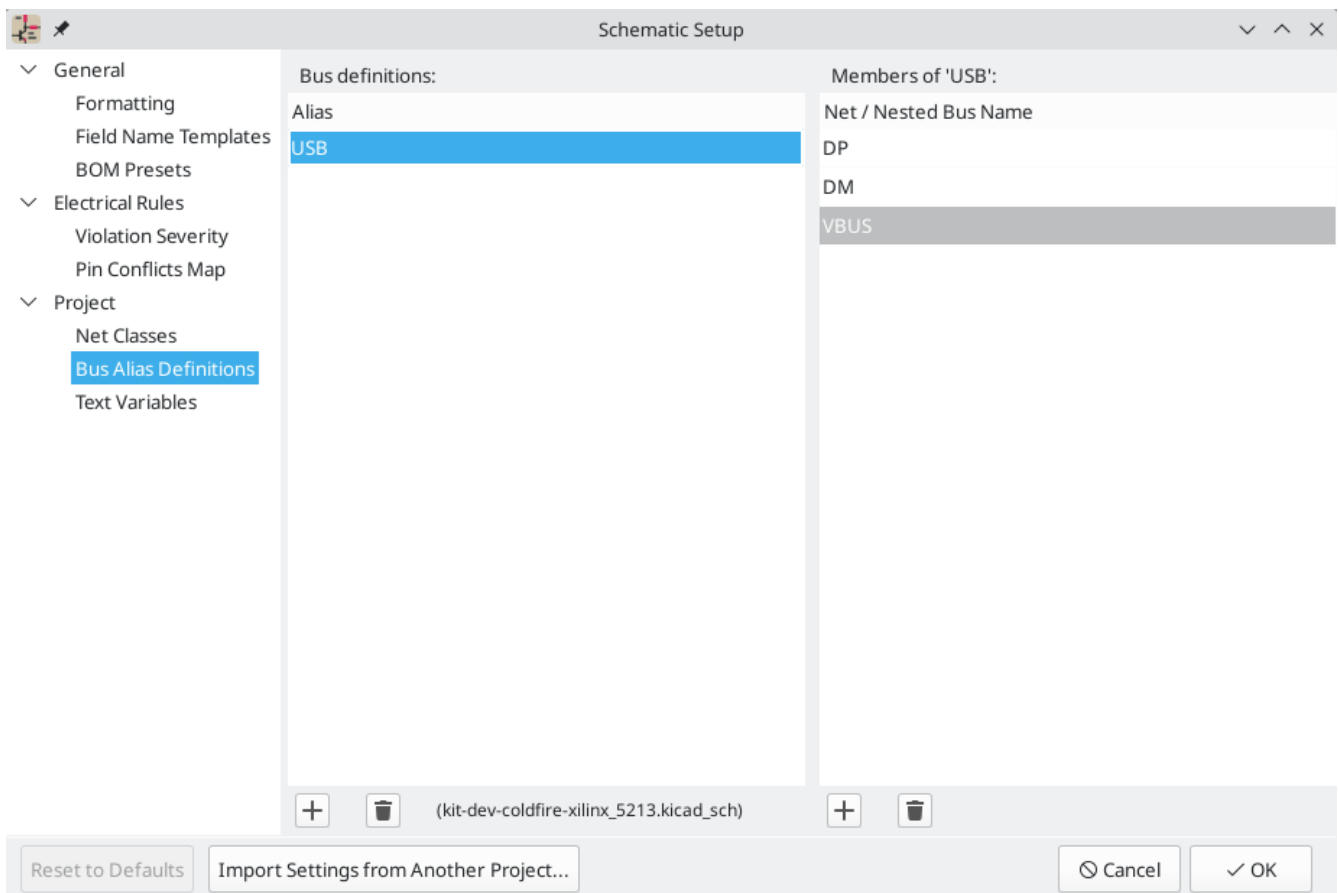 Schematic Setup
General
Formatting
Field Name Templates
BOM Presets
Electrical Rules
Violation Severity
Pin Conflicts Map
Project
Net Classes
Bus Alias Definitions
Text Variables
Bus definitions:
Alias
USB
(kit-dev-coldfire-xilinx_5213.kicad_sch)
Members of 'USB':
Net / Nested Bus Name
DP
DM
VBUS
Reset to Defaults
Import Settings from Another Project...
Cancel
OK